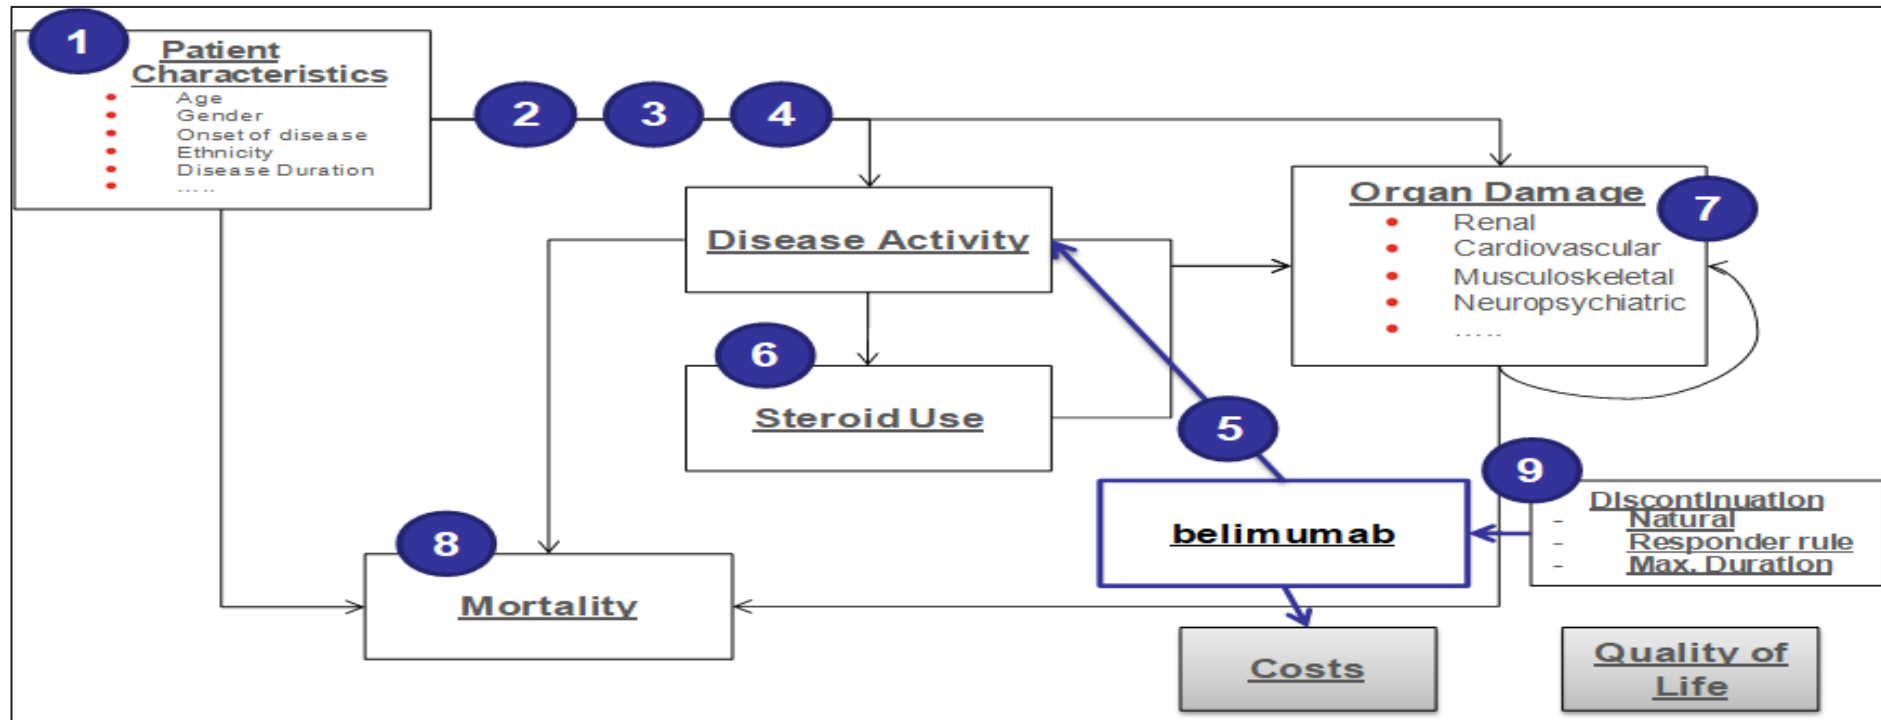 1
Patient
Characteristics
Age
Gender
Onset of disease
Ethnicity
Disease Duration
.....
2
3
4
Disease Activity
Organ Damage
7
Renal
Cardiovascular
Musculoskeletal
Neuropsychiatric
.....
6
Steroid Use
5
9
Discontinuation
- Natural
- Responder rule
- Max. Duration
belimumab
8
Mortality
Costs
Quality of
Life